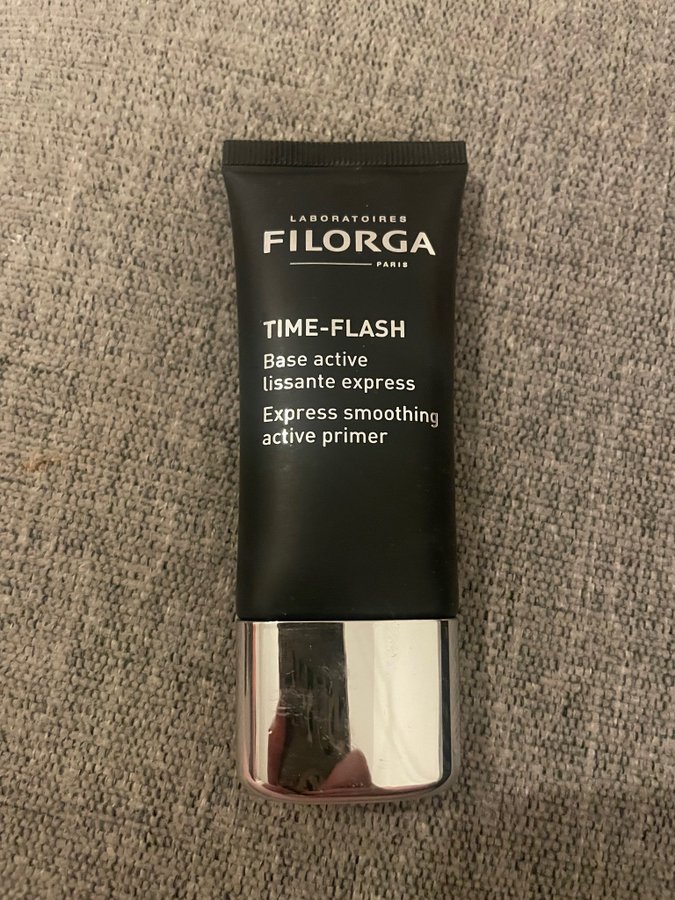 LABORATOIRES
FILORGA
PARIS
TIME-FLASH
Base active
lissante express
Express smoothing
active primer